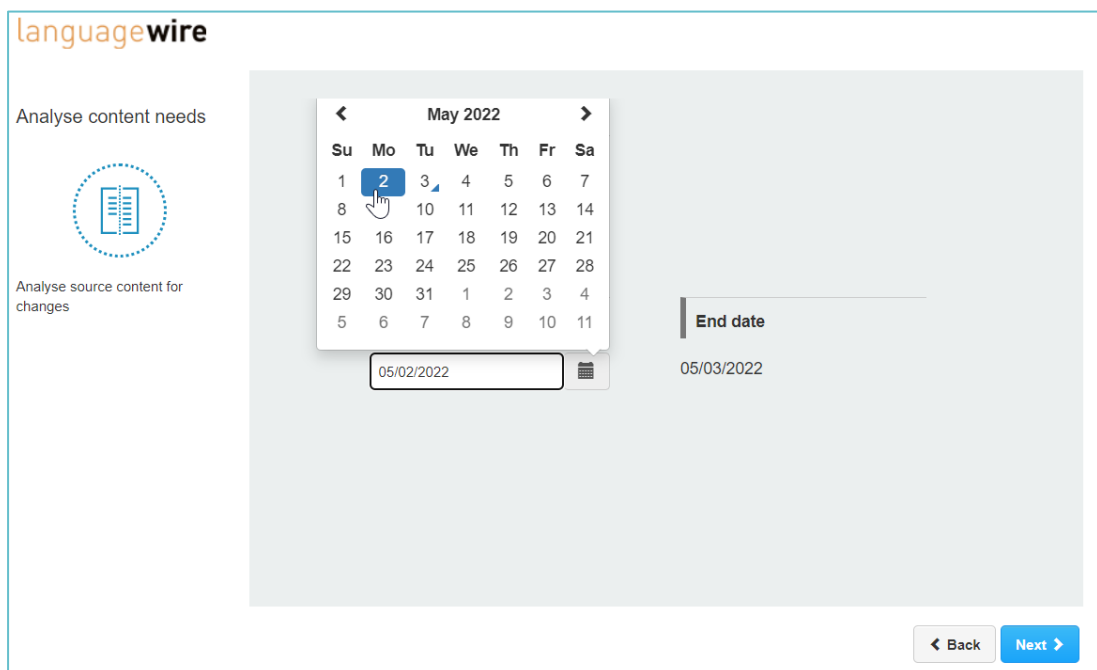 languagewire
Analyse content needs
Analyse source content for
changes
May 2022
Su Mo Tu We Th Fr Sa
1 2 3 4 5 6 7
8 10 11 12 13 14
15 16 17 18 19 20 21
22 23 24 25 26 27 28
29 30 31 1 2 3 4
5 6 7 8 9 10 11
05/02/2022
End date
05/03/2022
Back Next